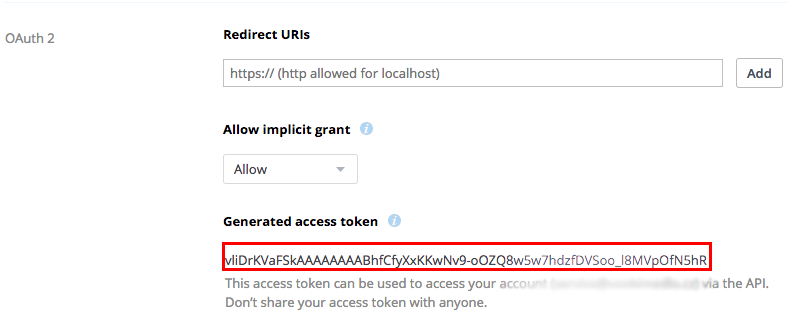 OAuth 2
Redirect URIs
https:// (http allowed for localhost)
Add
Allow implicit grant
Allow
Generated access token
vliDrKVaFSkAAAAAAAABhfCfyXxKKwNv9-oOZQ8w5w7hdzfDVSoo_l8MVpOfN5hR
This access token can be used to access your account via the API.
Don't share your access token with anyone.